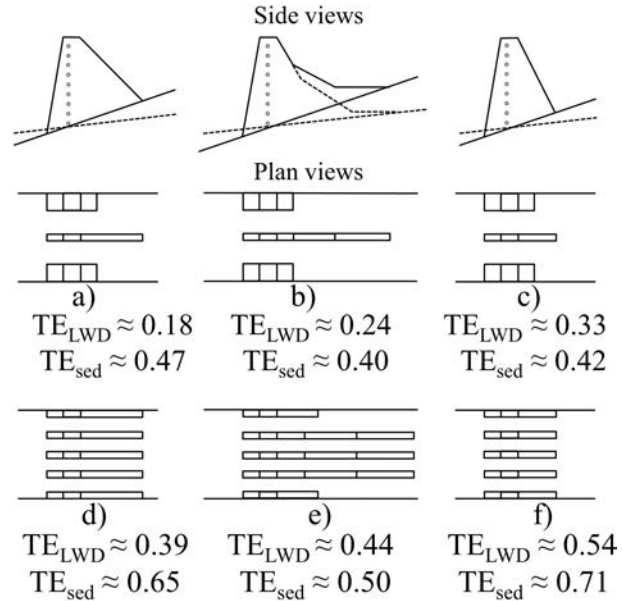 Side views
Plan views
a)
b)
c)
TE_LWD ≈ 0.18
TE_LWD ≈ 0.24
TE_LWD ≈ 0.33
TE_sed ≈ 0.47
TE_sed ≈ 0.40
TE_sed ≈ 0.42
d)
e)
f)
TE_LWD ≈ 0.39
TE_LWD ≈ 0.44
TE_LWD ≈ 0.54
TE_sed ≈ 0.65
TE_sed ≈ 0.50
TE_sed ≈ 0.71